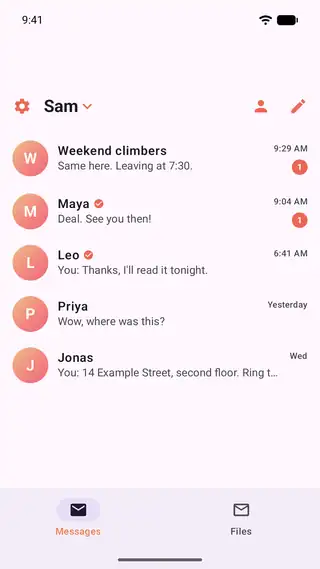 9:41
Sam
W
Weekend climbers
9:29 AM
Same here. Leaving at 7:30.
1
M
Maya
9:04 AM
Deal. See you then!
1
L
Leo
6:41 AM
You: Thanks, I'll read it tonight.
P
Priya
Yesterday
Wow, where was this?
J
Jonas
Wed
You: 14 Example Street, second floor. Ring t...
Messages
Files